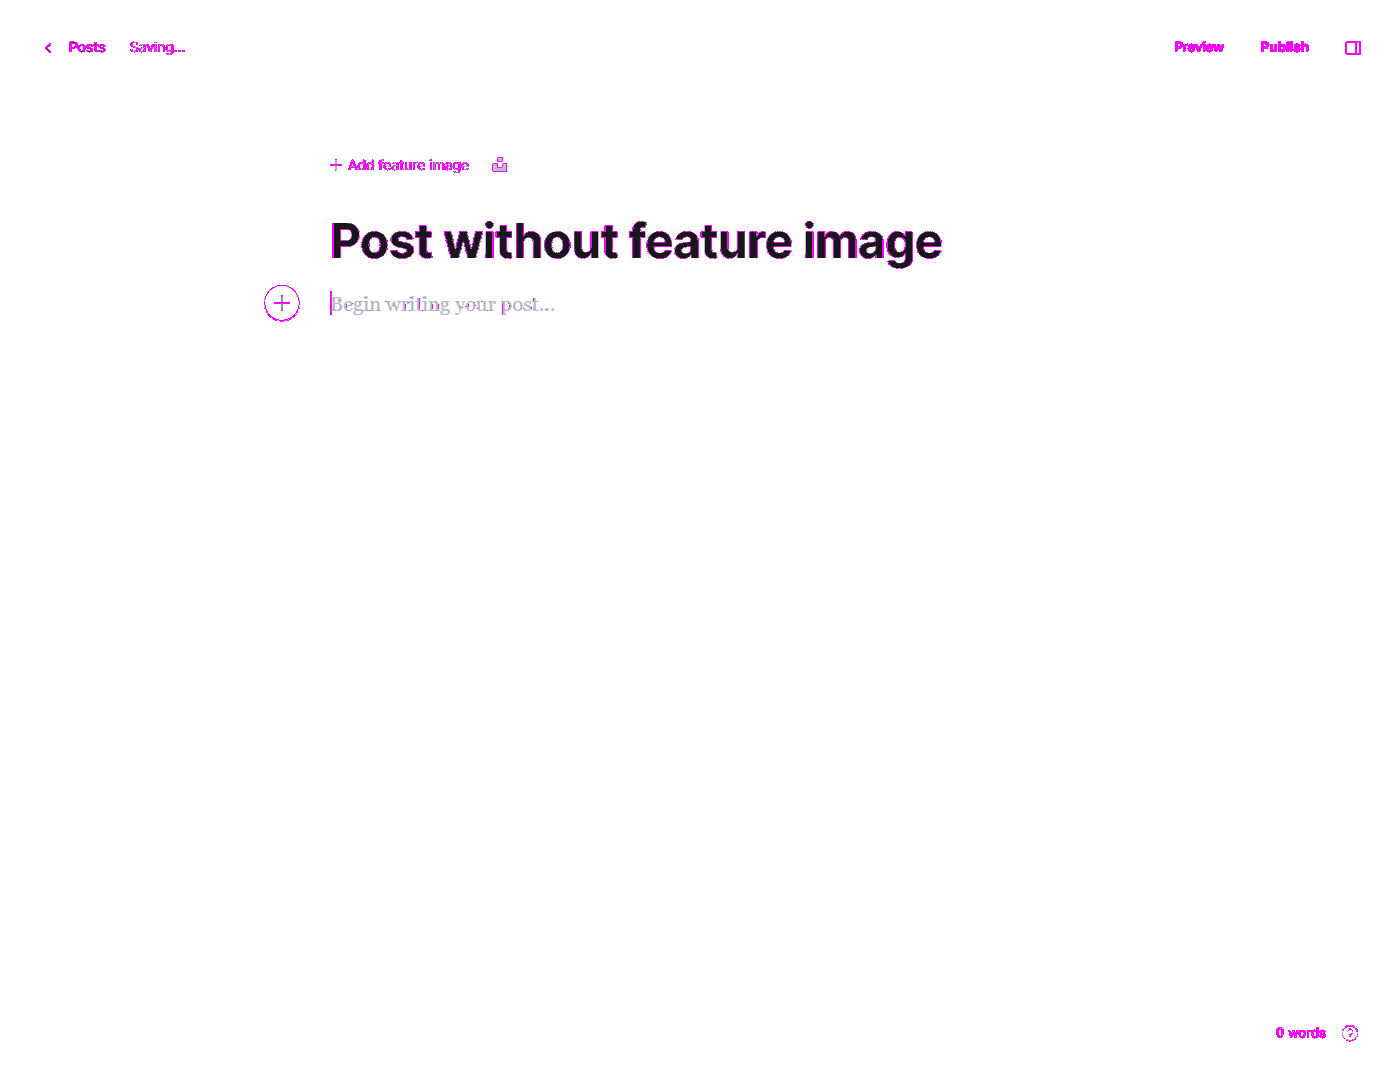 Posts Saving... Preview Publish
Add feature image
Post without feature image
Begin writing your post...
0 words ?